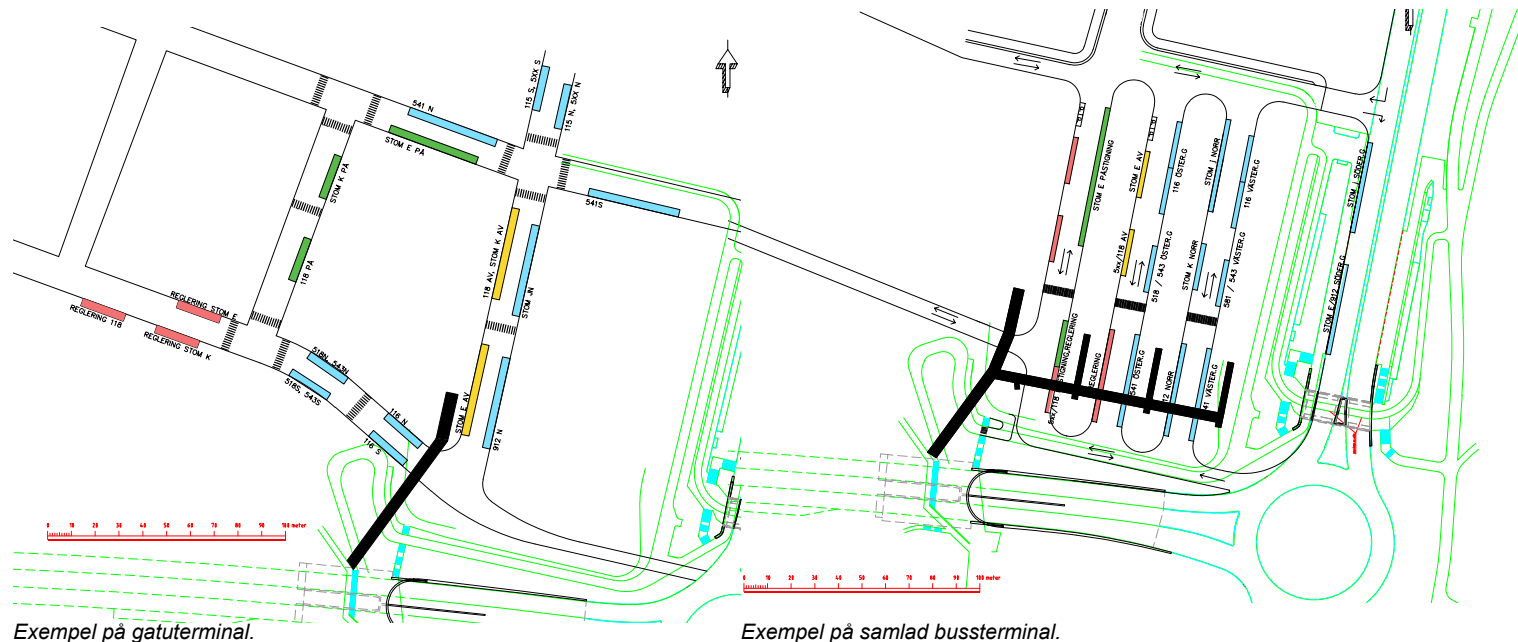 541 N
STOM E PÅ
115 S, 5XX S
115 N, 5XX N
STOM K PÅ
118 PÅ
541S
118 AV, STOM K AV
STOM JN
REGLERING STOM E
REGLERING 118
REGLERING STOM K
518N, 543N
518S, 543S
116 N
116 S
STOM E AV
912 N
0 10 20 30 40 50 60 70 80 90 100 meter
Exempel på gatuterminal.
STOM E PÅSTIGNING
STOM E AV
5xx/118 AV
116 ÖSTER.G
518 / 543 ÖSTER.G
STOM J NORR
STOM K NORR
116 VÄSTER.G
581 / 543 VÄSTER.G
STOM J SÖDER.G
STOM E/912 SÖDER.G
5xx/118
STIGNING,REGLERING
REGLERING
541 ÖSTER.G
12 NORR
41 VÄSTER.G
0 10 20 30 40 50 60 70 80 90 100 meter
Exempel på samlad bussterminal.